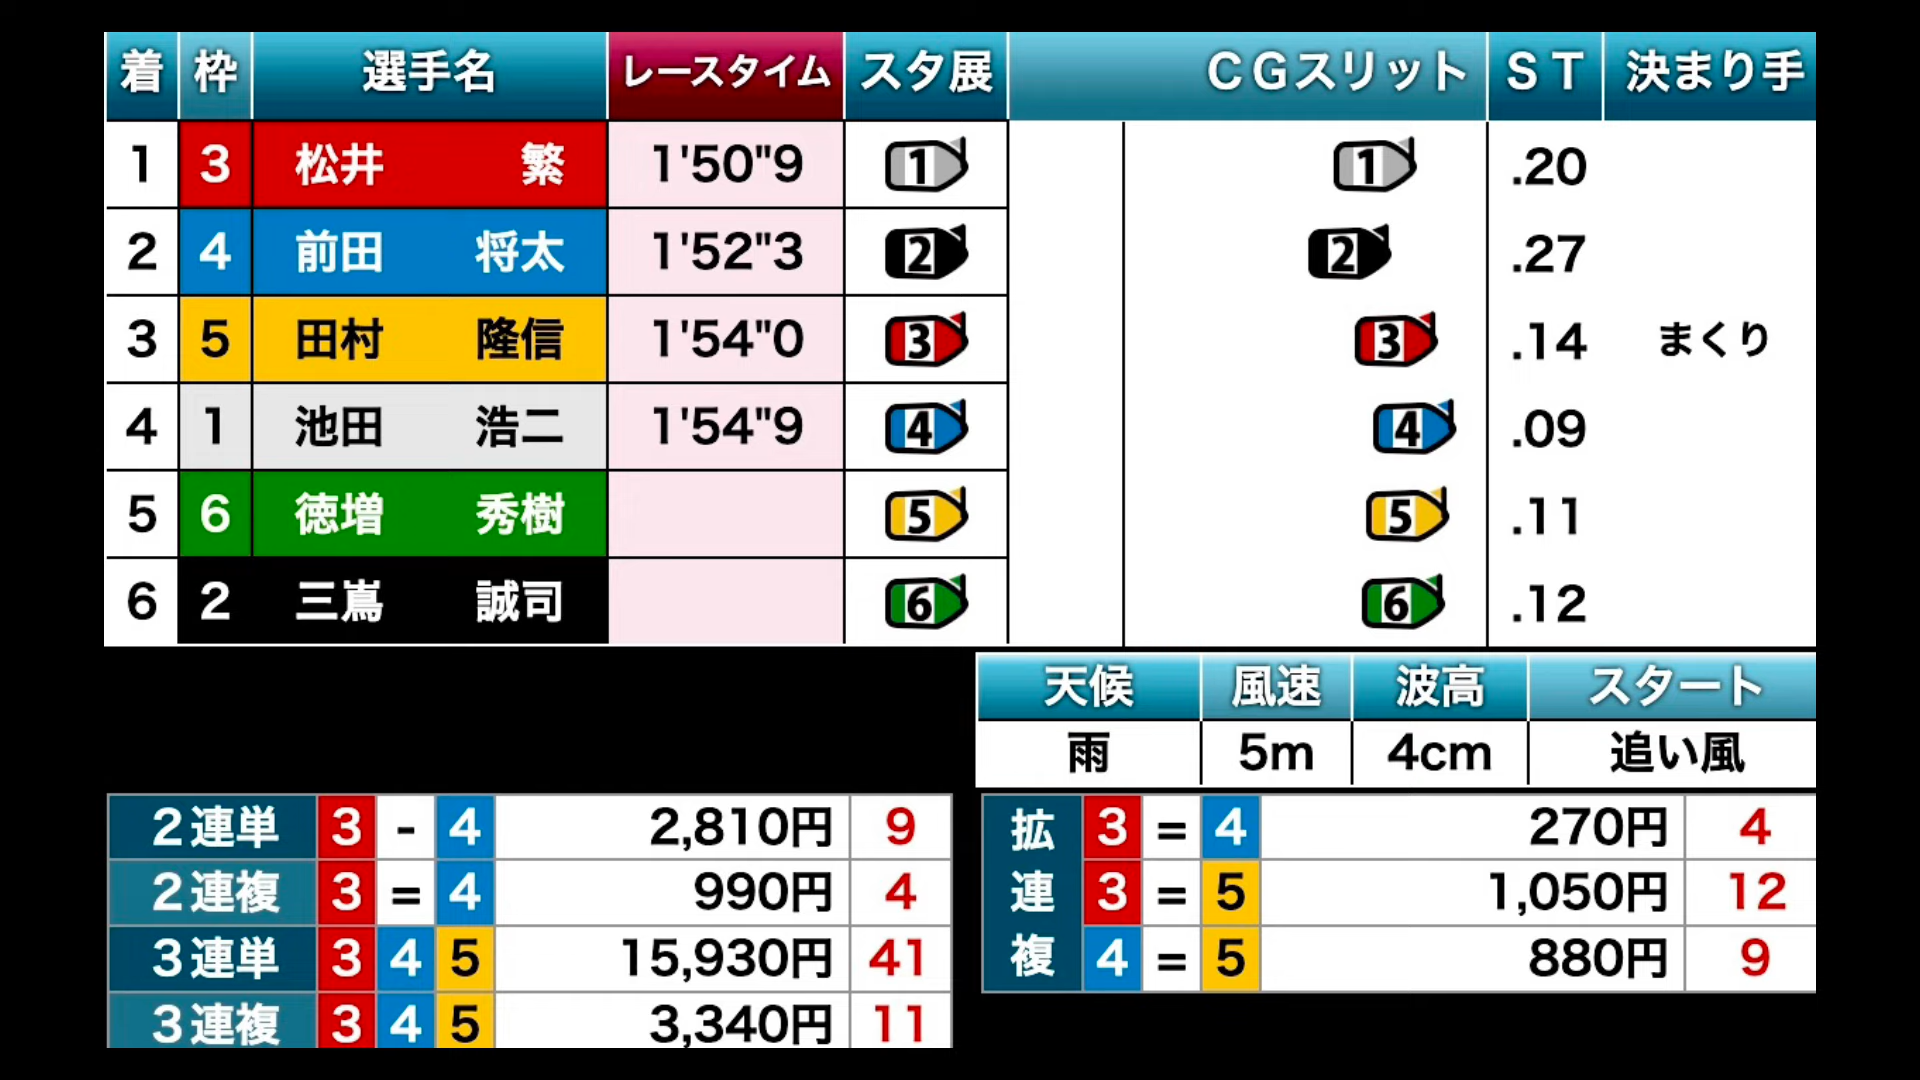 着 枠 選手名 レースタイム スタ展 ＣＧスリット ＳＴ 決まり手
1 3 松井 繁 1'50"9 1 1 .20
2 4 前田 将太 1'52"3 2 2 .27
3 5 田村 隆信 1'54"0 3 3 .14 まくり
4 1 池田 浩二 1'54"9 4 4 .09
5 6 徳増 秀樹 5 5 .11
6 2 三嶌 誠司 6 6 .12
天候 風速 波高 スタート
雨 5m 4cm 追い風
２連単 3 - 4 2,810円 9
２連複 3 = 4 990円 4
３連単 3 4 5 15,930円 41
３連複 3 4 5 3,340円 11
拡 3 = 4 270円 4
連 3 = 5 1,050円 12
複 4 = 5 880円 9